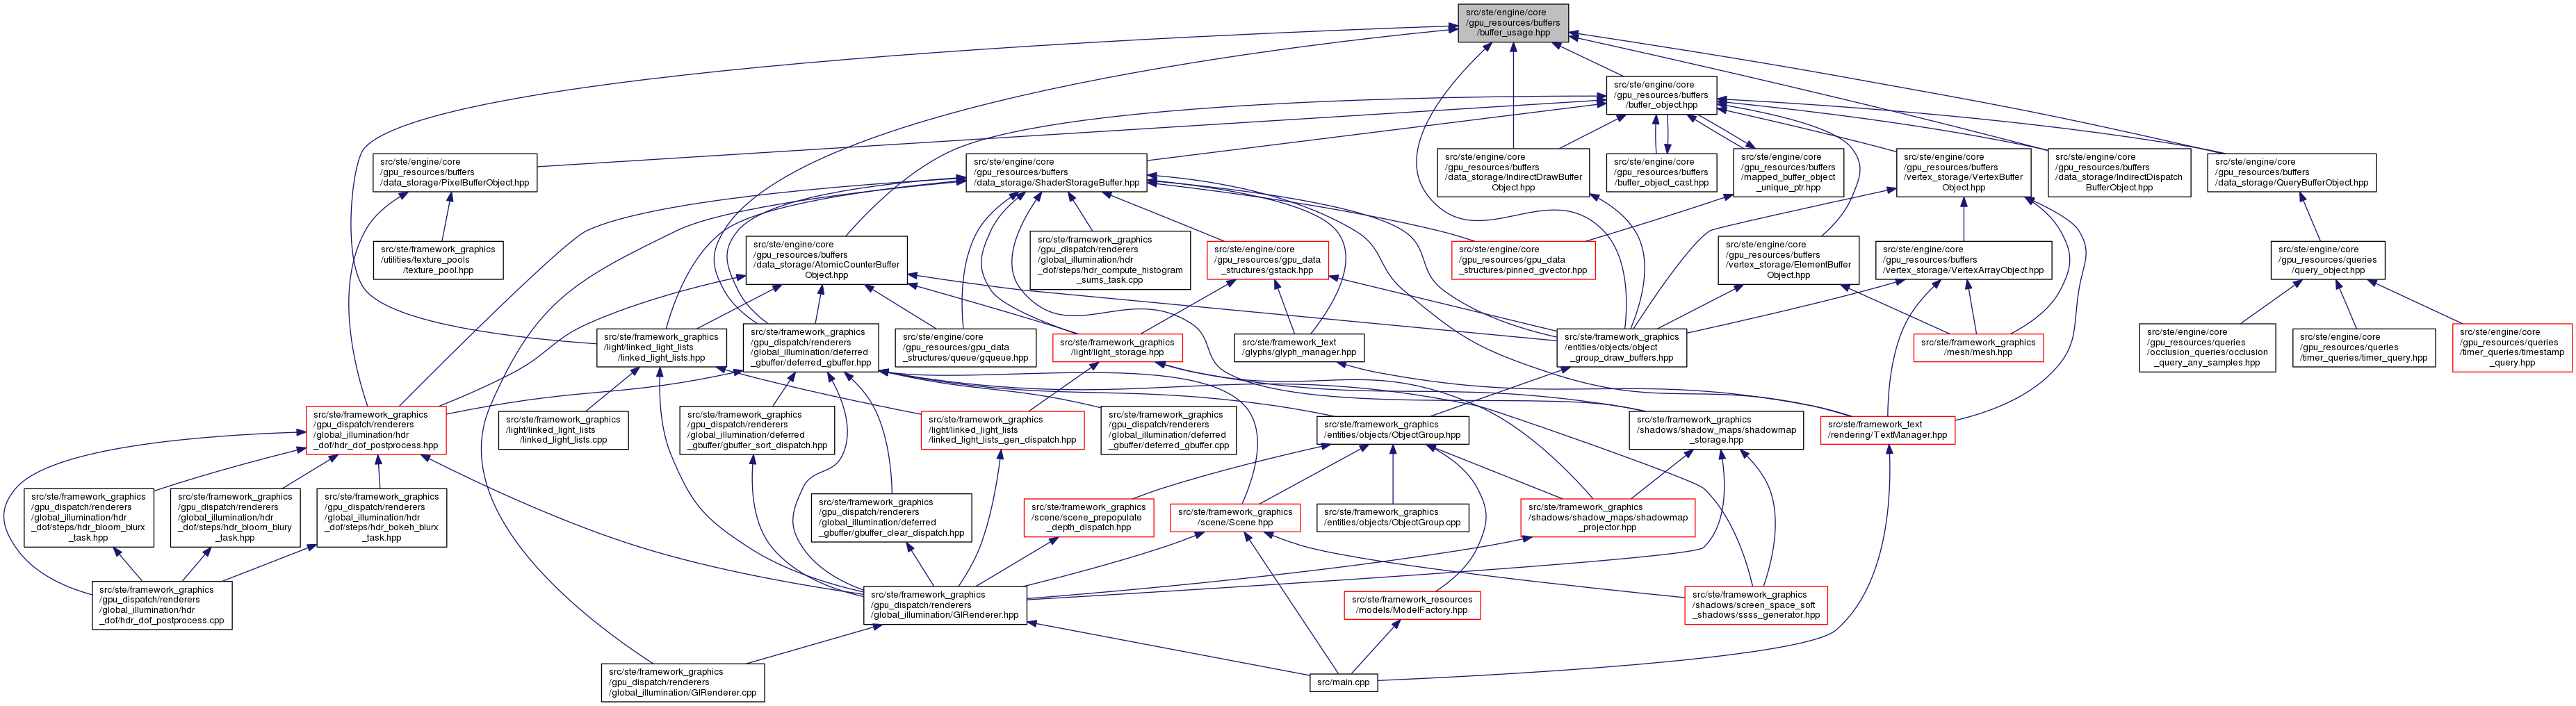 src/ste/engine/core
/gpu_resources/buffers
/buffer_usage.hpp
src/ste/engine/core
/gpu_resources/buffers
/buffer_object.hpp
src/ste/engine/core
/gpu_resources/buffers
/data_storage/PixelBufferObject.hpp
src/ste/engine/core
/gpu_resources/buffers
/data_storage/ShaderStorageBuffer.hpp
src/ste/engine/core
/gpu_resources/buffers
/data_storage/IndirectDrawBuffer
Object.hpp
src/ste/engine/core
/gpu_resources/buffers
/buffer_object_cast.hpp
src/ste/engine/core
/gpu_resources/buffers
/mapped_buffer_object
_unique_ptr.hpp
src/ste/engine/core
/gpu_resources/buffers
/vertex_storage/VertexBuffer
Object.hpp
src/ste/engine/core
/gpu_resources/buffers
/data_storage/IndirectDispatch
BufferObject.hpp
src/ste/engine/core
/gpu_resources/buffers
/data_storage/QueryBufferObject.hpp
src/ste/framework_graphics
/utilities/texture_pools
/texture_pool.hpp
src/ste/engine/core
/gpu_resources/buffers
/data_storage/AtomicCounterBuffer
Object.hpp
src/ste/framework_graphics
/gpu_dispatch/renderers
/global_illumination/hdr
_dof/steps/hdr_compute_histogram
_sums_task.cpp
src/ste/engine/core
/gpu_resources/gpu_data
_structures/gstack.hpp
src/ste/engine/core
/gpu_resources/gpu_data
_structures/pinned_gvector.hpp
src/ste/engine/core
/gpu_resources/buffers
/vertex_storage/ElementBuffer
Object.hpp
src/ste/engine/core
/gpu_resources/buffers
/vertex_storage/VertexArrayObject.hpp
src/ste/engine/core
/gpu_resources/queries
/query_object.hpp
src/ste/framework_graphics
/light/linked_light_lists
/linked_light_lists.hpp
src/ste/framework_graphics
/gpu_dispatch/renderers
/global_illumination/deferred
_gbuffer/deferred_gbuffer.hpp
src/ste/engine/core
/gpu_resources/gpu_data
_structures/queue/gqueue.hpp
src/ste/framework_graphics
/light/light_storage.hpp
src/ste/framework_text
/glyphs/glyph_manager.hpp
src/ste/framework_graphics
/entities/objects/object
_group_draw_buffers.hpp
src/ste/framework_graphics
/mesh/mesh.hpp
src/ste/engine/core
/gpu_resources/queries
/occlusion_queries/occlusion
_query_any_samples.hpp
src/ste/engine/core
/gpu_resources/queries
/timer_queries/timer_query.hpp
src/ste/engine/core
/gpu_resources/queries
/timer_queries/timestamp
_query.hpp
src/ste/framework_graphics
/gpu_dispatch/renderers
/global_illumination/hdr
_dof/hdr_dof_postprocess.hpp
src/ste/framework_graphics
/light/linked_light_lists
/linked_light_lists.cpp
src/ste/framework_graphics
/gpu_dispatch/renderers
/global_illumination/deferred
_gbuffer/gbuffer_sort_dispatch.hpp
src/ste/framework_graphics
/light/linked_light_lists
/linked_light_lists_gen_dispatch.hpp
src/ste/framework_graphics
/gpu_dispatch/renderers
/global_illumination/deferred
_gbuffer/deferred_gbuffer.cpp
src/ste/framework_graphics
/entities/objects/ObjectGroup.hpp
src/ste/framework_graphics
/shadows/shadow_maps/shadowmap
_storage.hpp
src/ste/framework_text
/rendering/TextManager.hpp
src/ste/framework_graphics
/gpu_dispatch/renderers
/global_illumination/hdr
_dof/steps/hdr_bloom_blurx
_task.hpp
src/ste/framework_graphics
/gpu_dispatch/renderers
/global_illumination/hdr
_dof/steps/hdr_bloom_blury
_task.hpp
src/ste/framework_graphics
/gpu_dispatch/renderers
/global_illumination/hdr
_dof/steps/hdr_bokeh_blurx
_task.hpp
src/ste/framework_graphics
/gpu_dispatch/renderers
/global_illumination/deferred
_gbuffer/gbuffer_clear_dispatch.hpp
src/ste/framework_graphics
/scene/scene_prepopulate
_depth_dispatch.hpp
src/ste/framework_graphics
/scene/Scene.hpp
src/ste/framework_graphics
/entities/objects/ObjectGroup.cpp
src/ste/framework_graphics
/shadows/shadow_maps/shadowmap
_projector.hpp
src/ste/framework_graphics
/gpu_dispatch/renderers
/global_illumination/hdr
_dof/hdr_dof_postprocess.cpp
src/ste/framework_graphics
/gpu_dispatch/renderers
/global_illumination/GIRenderer.hpp
src/ste/framework_resources
/models/ModelFactory.hpp
src/ste/framework_graphics
/shadows/screen_space_soft
_shadows/ssss_generator.hpp
src/ste/framework_graphics
/gpu_dispatch/renderers
/global_illumination/GIRenderer.cpp
src/main.cpp